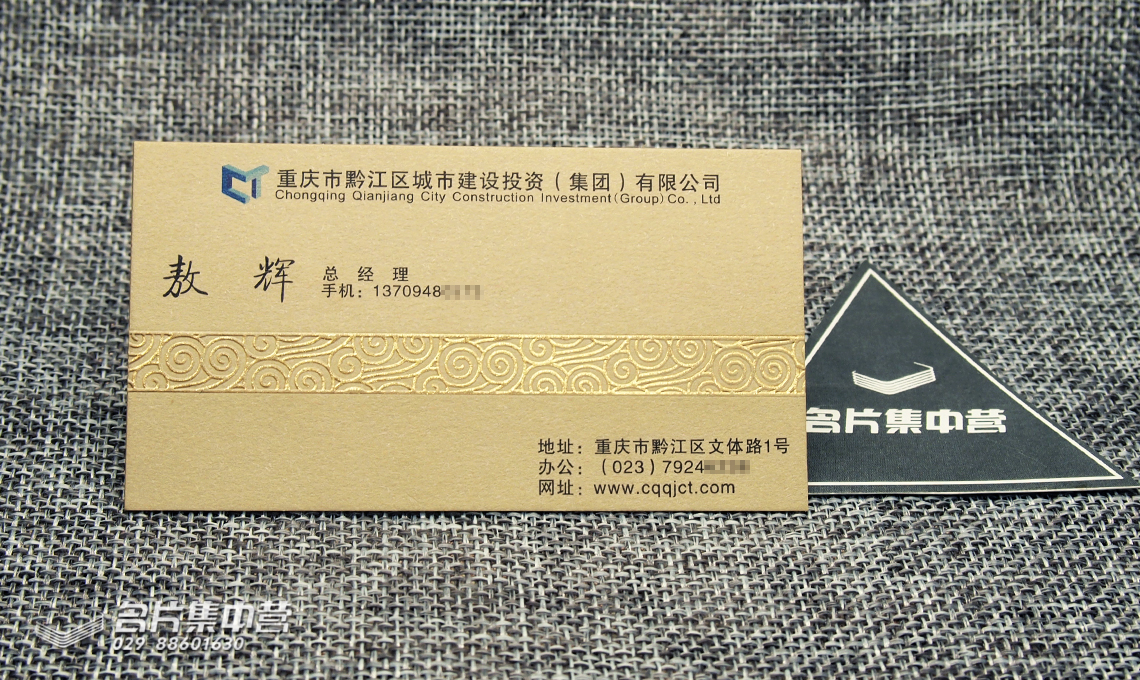 重庆市黔江区城市建设投资（集团）有限公司
Chongqing Qianjiang City Construction Investment(Group)Co.,Ltd
敖 辉
总 经 理
手机：1370948
地址：重庆市黔江区文体路1号
办公：（023）7924
网址：www.cqqjct.com
名片集中营
名片集中营
029 88601630